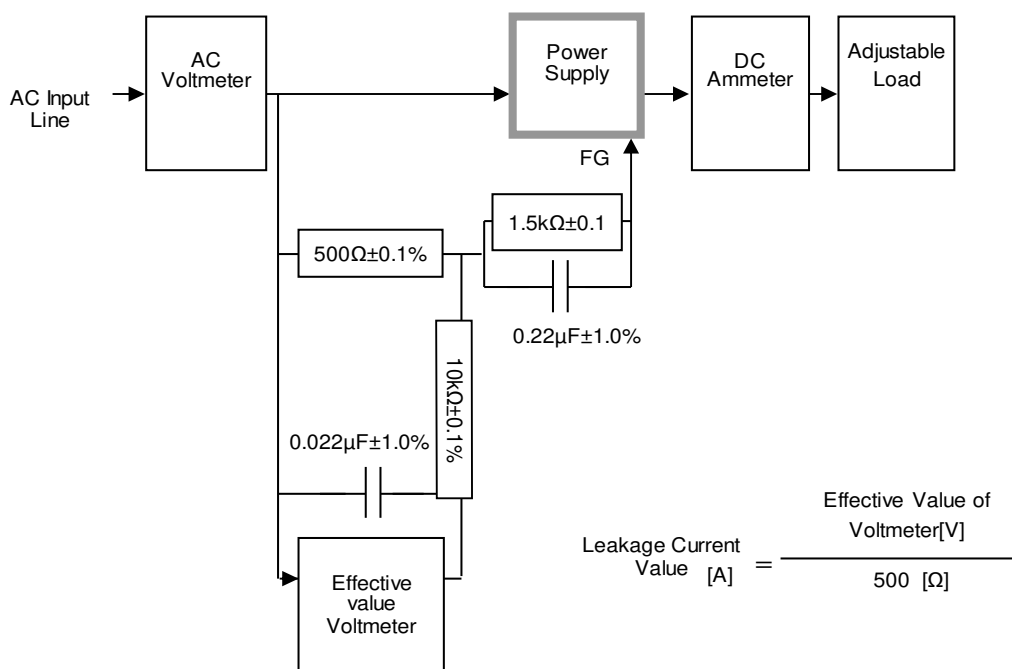 AC Input
Line
AC
Voltmeter
Power
Supply
DC
Ammeter
Adjustable
Load
FG
1.5kΩ±0.1
500Ω±0.1%
0.22µF±1.0%
10kΩ±0.1%
0.022µF±1.0%
Effective
value
Voltmeter
Leakage Current
Value [A]
=
Effective Value of
Voltmeter[V]
500 [Ω]